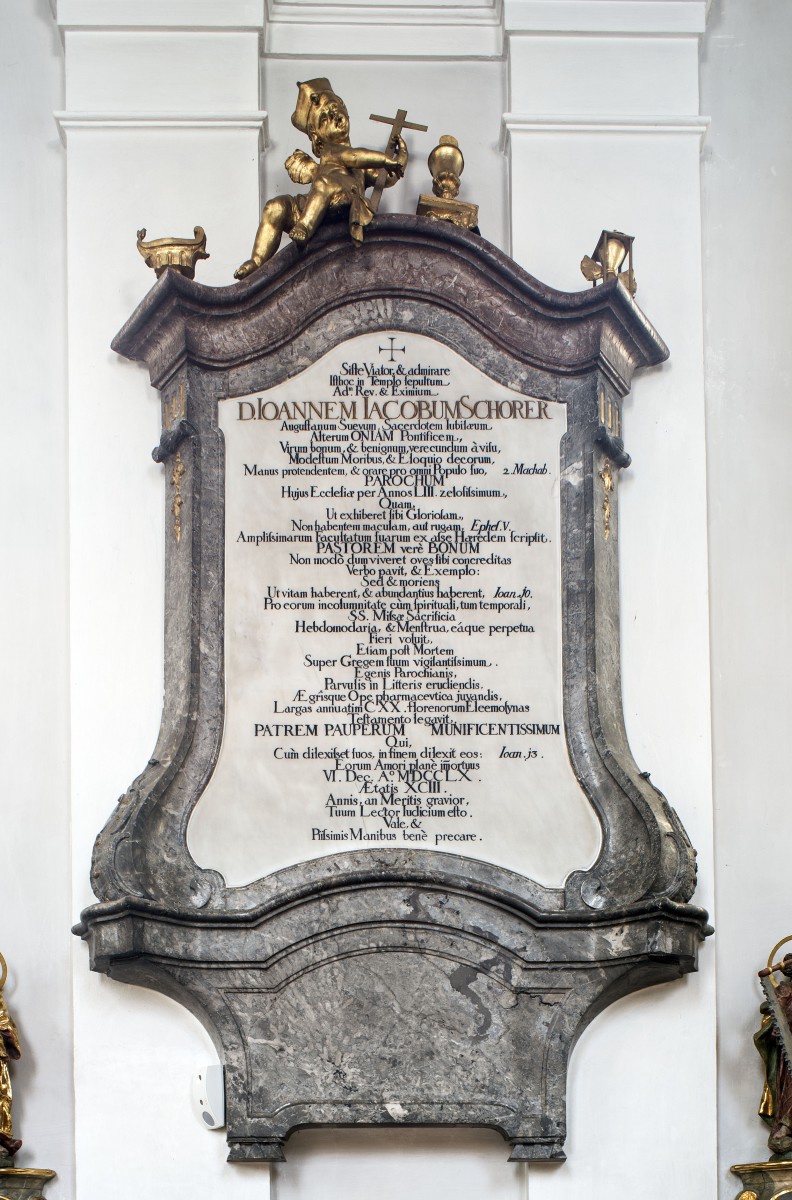 Siste Viator, & admirare
Isthoc in Templo sepultum
Adm. Rev. & Eximium
D. IOANNEM IACOBUM SCHORER
Augustanum Suevum, Sacerdotem Iubilæum,
Alterum ONIAM Pontificem,
Virum bonum, & benignum, verecundum à visu,
Modestum Moribus, & Eloquio decorum,
Manus protendentem, & orare pro omni Populo suo, 2. Machab.
PAROCHUM
Hujus Ecclesiæ per Annos LIII. zelosissimum,
Quam,
Ut exhiberet sibi Gloriosam,
Non habentem maculam, aut rugam, Ephes. V.
Amplissimarum Facultatum suarum ex asse Hæredem scripsit.
PASTOREM verè BONUM
Non modò dum viveret oves sibi concreditas
Verbo pavit, & Exemplo:
Sed & moriens
Ut vitam haberent, & abundantius haberent, Ioan. 10.
Pro eorum incolumnitate cùm spirituali, tum temporali,
SS. Missæ Sacrificia
Hebdomodaria, & Menstrua, eáque perpetua
Fieri voluit.
Etiam post Mortem
Super Gregem suum vigilantissimum.
Egenis Parochianis,
Parvulis in Litteris erudiendis,
Ægrisque Ope pharmacevtica juvandis,
Largas annuatim CXX. florenorum Eleemosynas
Testamento legavit.
PATREM PAUPERUM MUNIFICENTISSIMUM
Qui,
Cum dilexisset suos, in finem dilexit eos: Ioan. 13.
Eorum Amori planè immortuus
VI. Dec. Aº. MDCCLX.
Ætatis XCIII.
Annis, an Meritis gravior,
Tuum Lector Iudicium esto.
Vale, &
Piissimis Manibus benè precare.